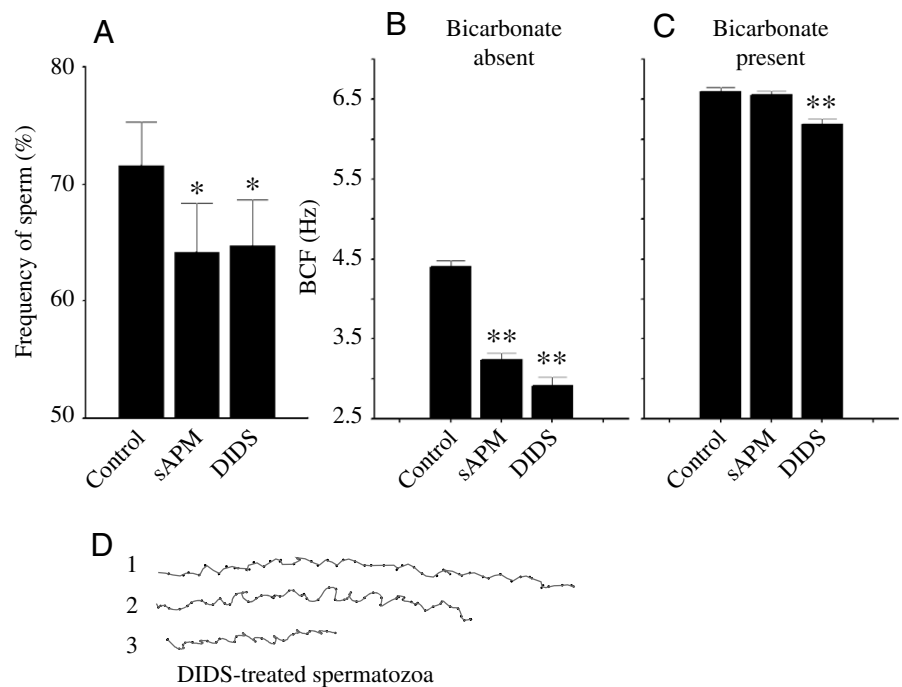 A
Frequency of sperm (%)
80
70
60
50
Control
sAPM
DIDS
*
*
B
Bicarbonate
absent
BCF (Hz)
6.5
5.5
4.5
3.5
2.5
Control
sAPM
DIDS
**
**
C
Bicarbonate
present
**
Control
sAPM
DIDS
D
1
2
3
DIDS-treated spermatozoa